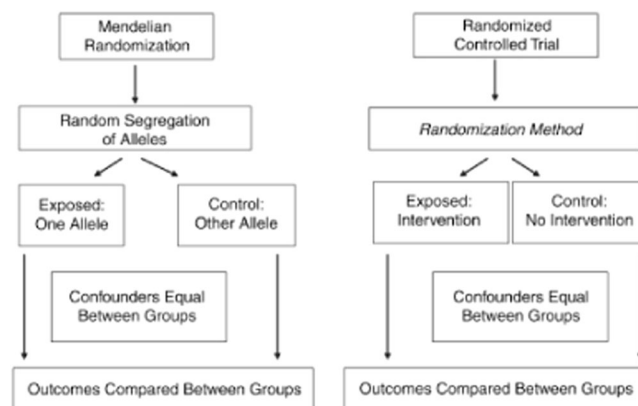 Mendelian
Randomization
Random Segregation
of Alleles
Exposed:
One Allele
Control:
Other Allele
Confounders Equal
Between Groups
Outcomes Compared Between Groups
Randomized
Controlled Trial
Randomization Method
Exposed:
Intervention
Control:
No Intervention
Confounders Equal
Between Groups
Outcomes Compared Between Groups